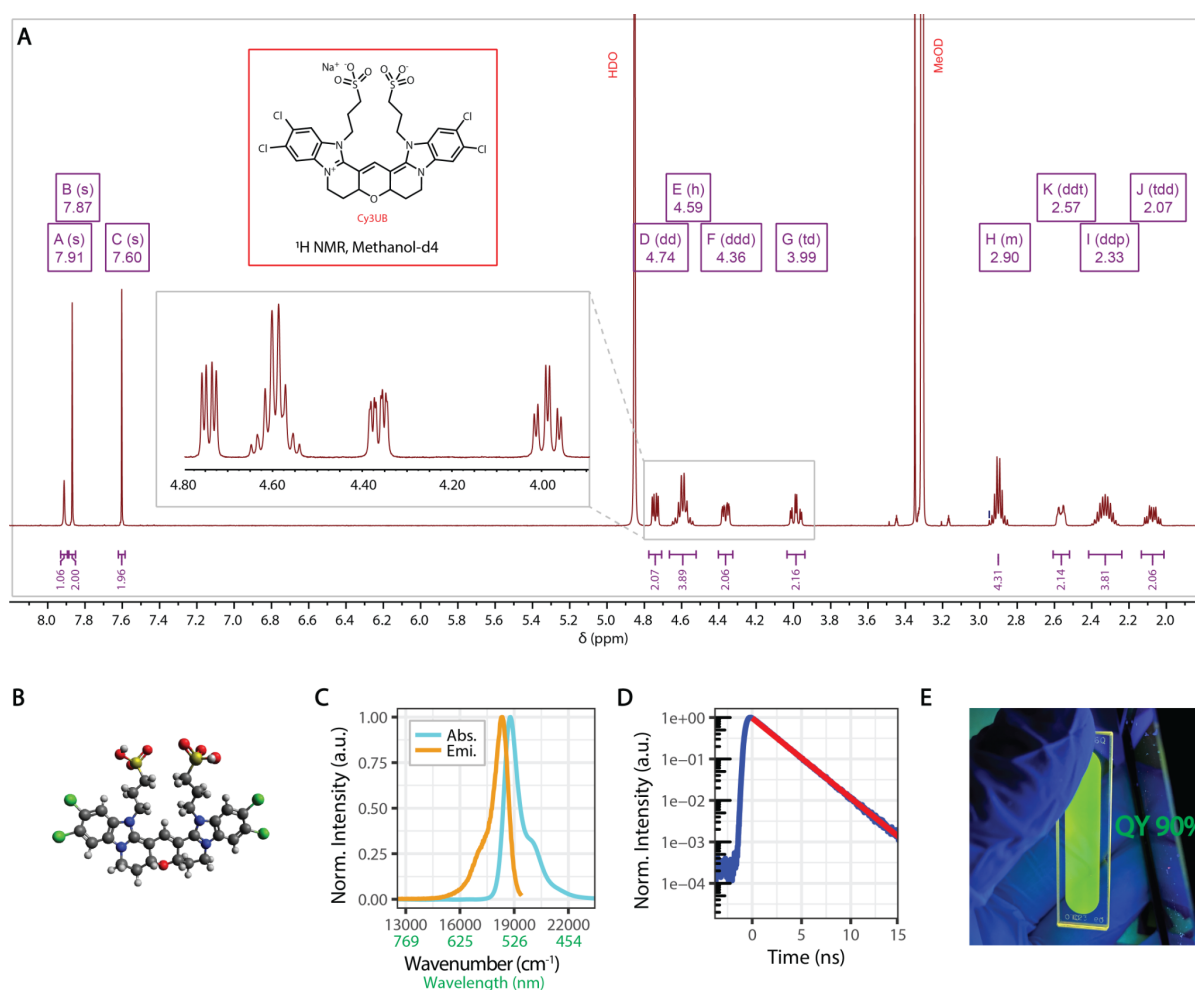 A
HDO
MeOD
Na⁺ ⁻O
O
O⁻
O
S
S
O
O
O
Cl
Cl
Cl
Cl
N
N
N⁺
N
O
Cy3UB
¹H NMR, Methanol-d4
B (s)
7.87
A (s)
7.91
C (s)
7.60
E (h)
4.59
D (dd)
4.74
F (ddd)
4.36
G (td)
3.99
K (ddt)
2.57
J (tdd)
2.07
H (m)
2.90
I (ddp)
2.33
4.80 4.60 4.40 4.20 4.00
1.06 2.00 1.96 2.07 3.89 2.06 2.16 4.31 2.14 3.81 2.06
8.0 7.8 7.6 7.4 7.2 7.0 6.8 6.6 6.4 6.2 6.0 5.8 5.6 5.4 5.2 5.0 4.8 4.6 4.4 4.2 4.0 3.8 3.6 3.4 3.2 3.0 2.8 2.6 2.4 2.2 2.0
δ (ppm)
B
C
Norm. Intensity (a.u.)
1.00
0.75
0.50
0.25
0.00
Abs.
Emi.
13000 16000 19000 22000
769 625 526 454
Wavenumber (cm⁻¹)
Wavelength (nm)
D
Norm. Intensity (a.u.)
1e+00
1e−01
1e−02
1e−03
1e−04
0 5 10 15
Time (ns)
E
QY 90%